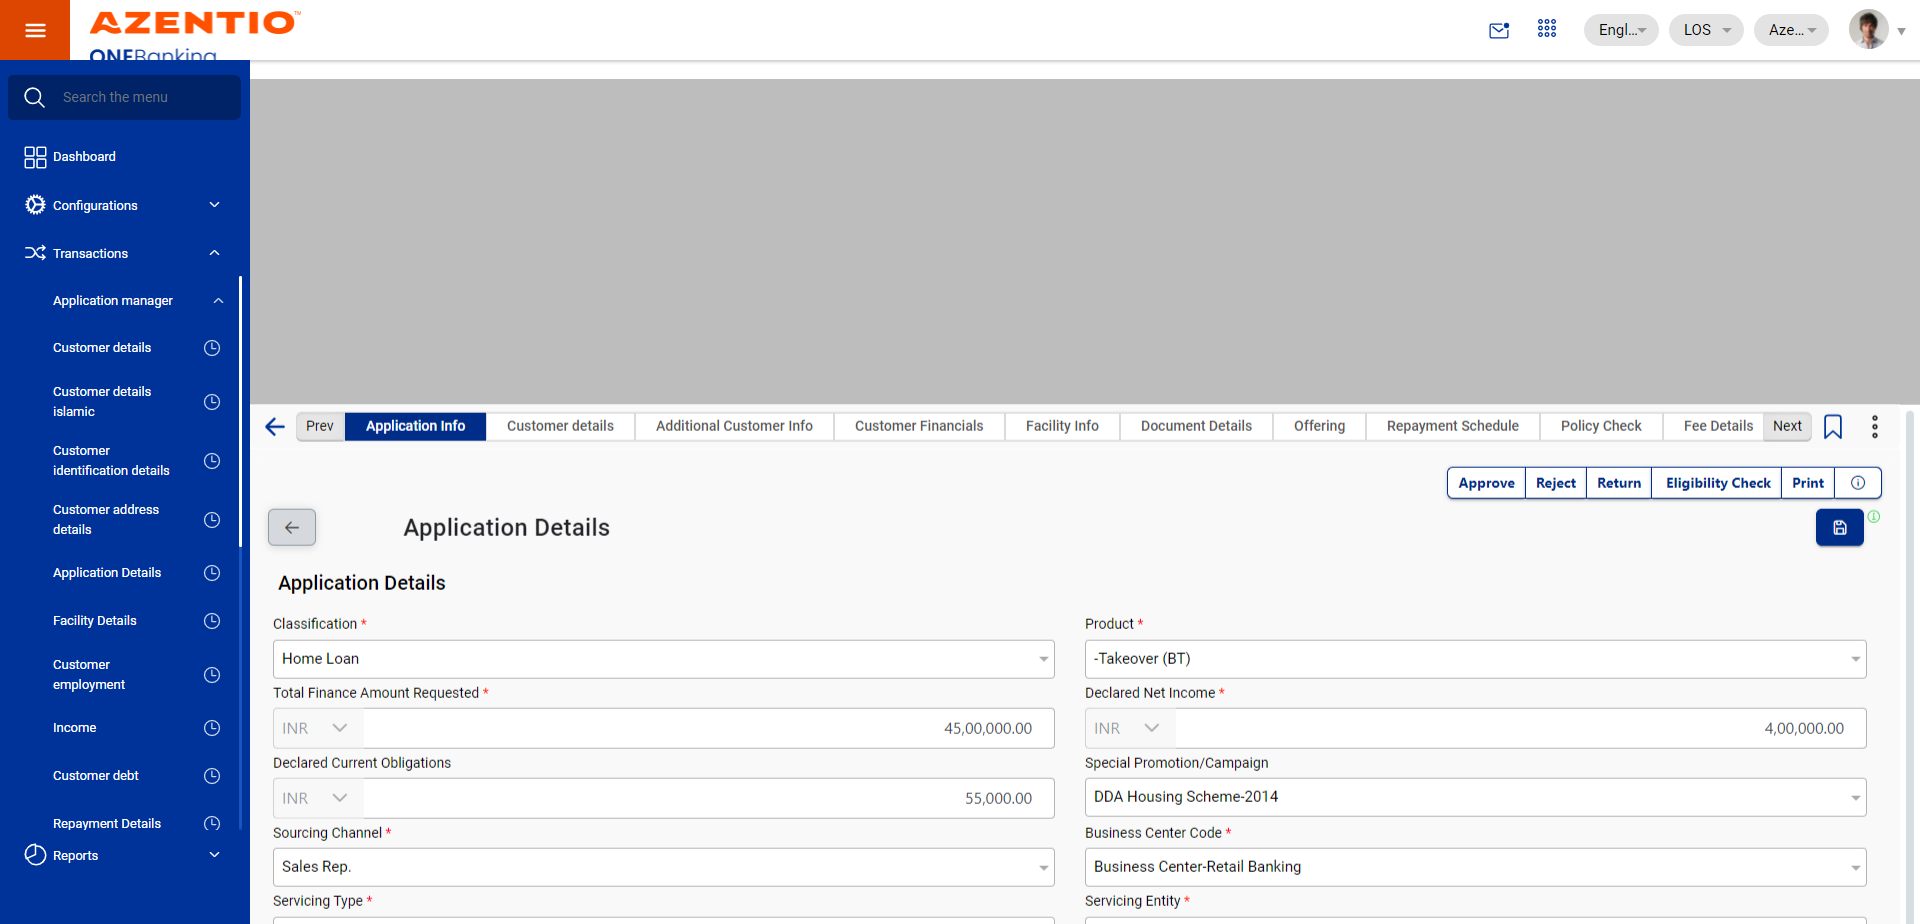 AZENTIO™
ONEBanking
Engl...
LOS
Aze...
Search the menu
Dashboard
Configurations
Transactions
Application manager
Customer details
Customer details
islamic
Customer
identification details
Customer address
details
Application Details
Facility Details
Customer
employment
Income
Customer debt
Repayment Details
Reports
Prev
Application Info
Customer details
Additional Customer Info
Customer Financials
Facility Info
Document Details
Offering
Repayment Schedule
Policy Check
Fee Details
Next
Approve
Reject
Return
Eligibility Check
Print
Application Details
Application Details
Classification *
Product *
Home Loan
-Takeover (BT)
Total Finance Amount Requested *
Declared Net Income *
INR
45,00,000.00
INR
4,00,000.00
Declared Current Obligations
Special Promotion/Campaign
INR
55,000.00
DDA Housing Scheme-2014
Sourcing Channel *
Business Center Code *
Sales Rep.
Business Center-Retail Banking
Servicing Type *
Servicing Entity *